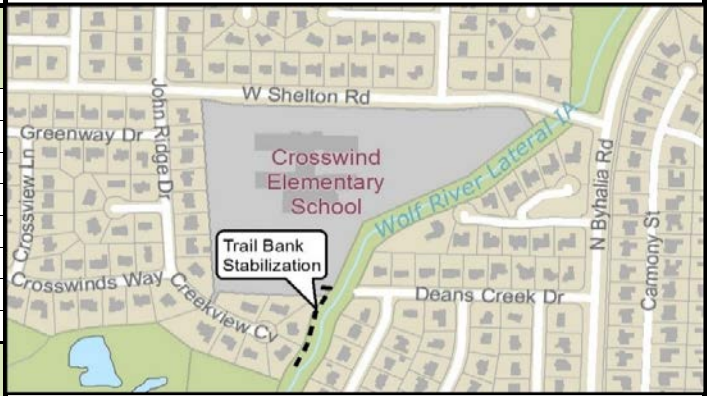 W Shelton Rd
John Ridge Dr
Greenway Dr
Crossview Ln
Crosswind
Elementary
School
Wolf River Lateral IA
N Byhalia Rd
Carmony St
Trail Bank
Stabilization
Crosswinds Way
Creekview Cv
Deans Creek Dr